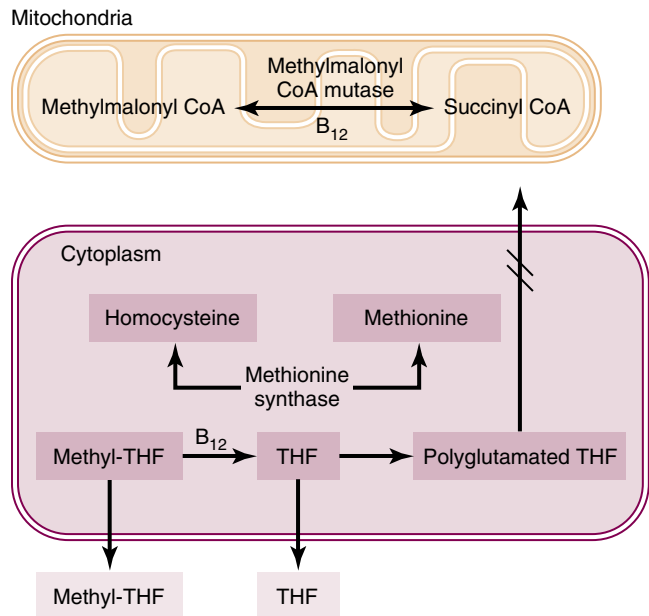 Mitochondria
Methylmalonyl
CoA mutase
Methylmalonyl CoA
Succinyl CoA
B12
Cytoplasm
Homocysteine
Methionine
Methionine
synthase
B12
Methyl-THF
THF
Polyglutamated THF
Methyl-THF
THF